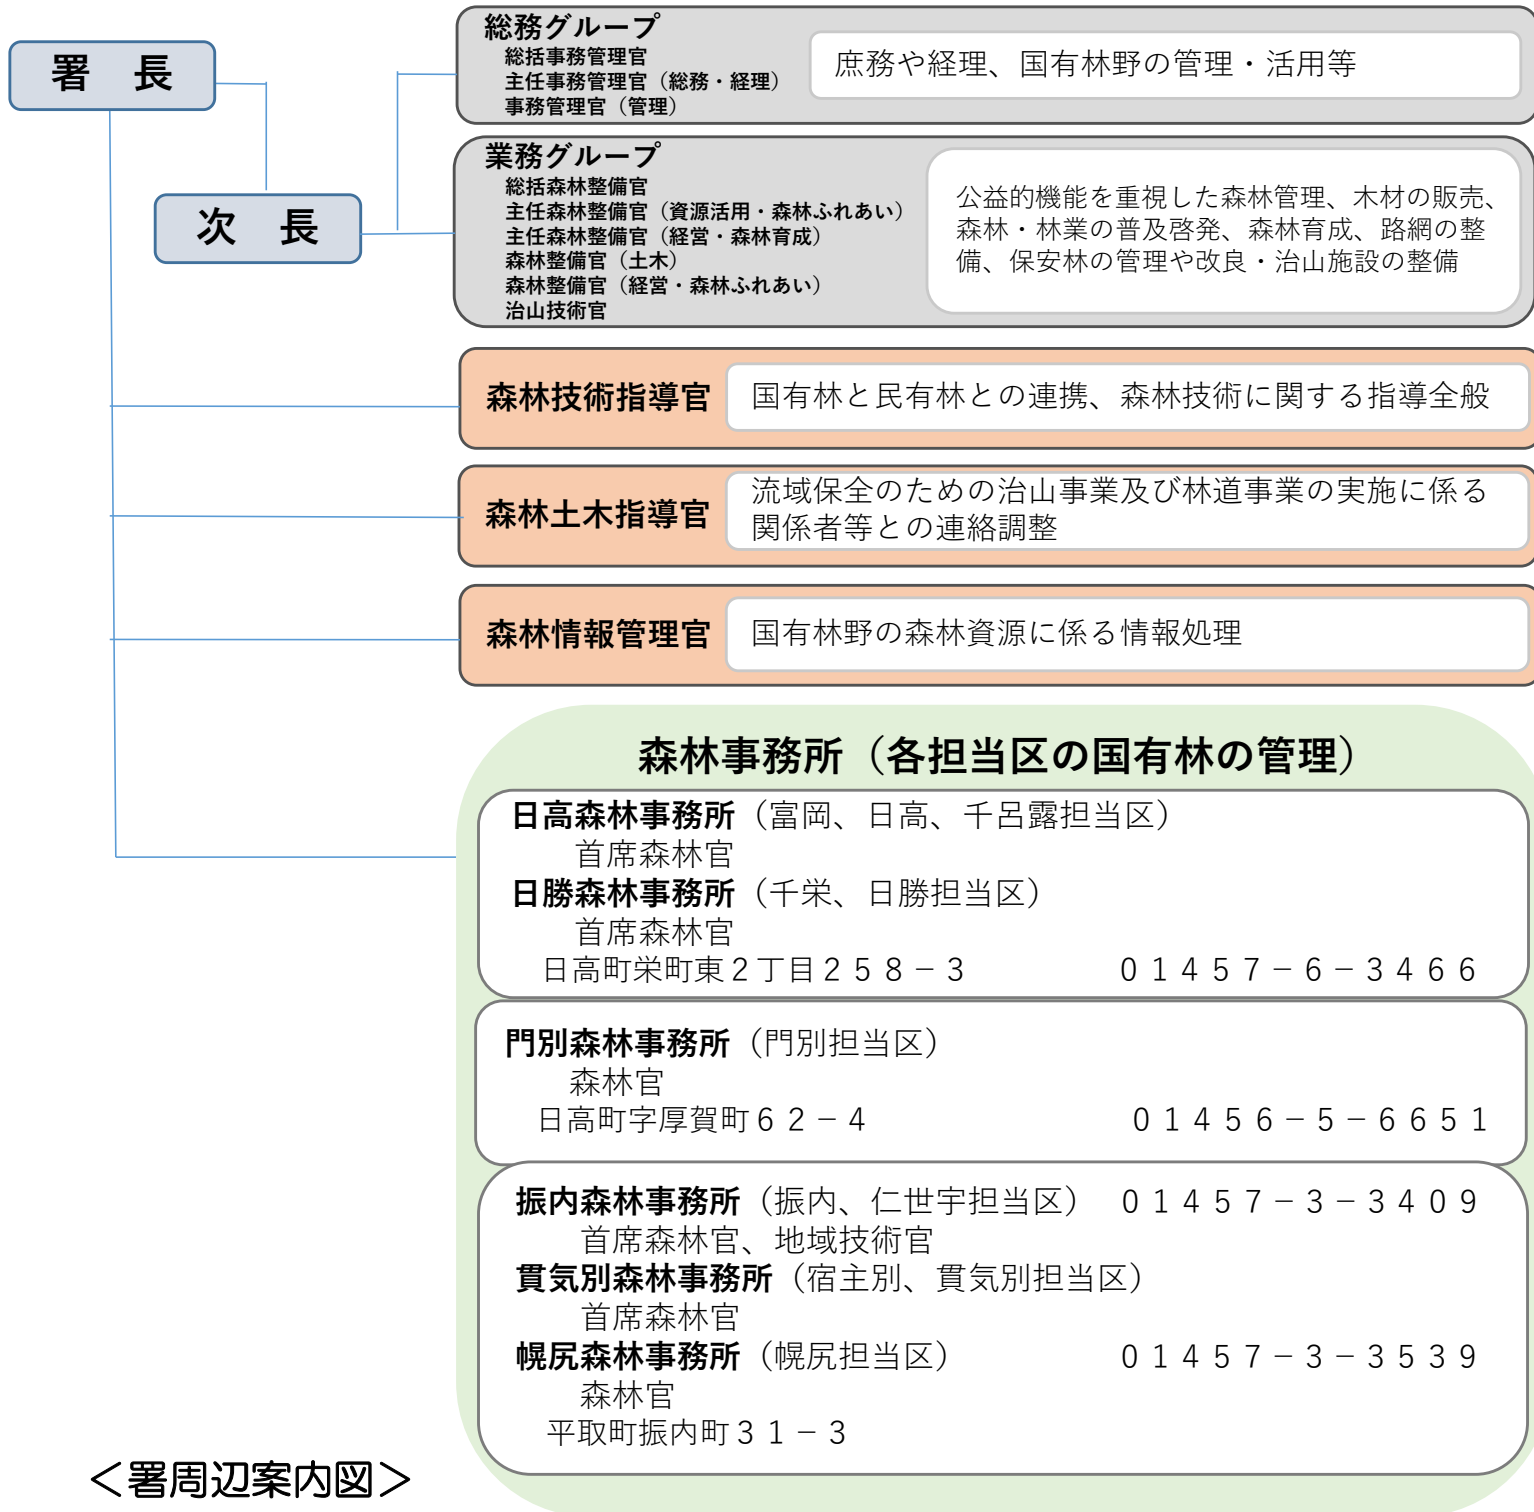 署　長
次　長
総務グループ
総括事務管理官
主任事務管理官（総務・経理）
事務管理官（管理）
庶務や経理、国有林野の管理・活用等
業務グループ
総括森林整備官
主任森林整備官（資源活用・森林ふれあい）
主任森林整備官（経営・森林育成）
森林整備官（土木）
森林整備官（経営・森林ふれあい）
治山技術官
公益的機能を重視した森林管理、木材の販売、
森林・林業の普及啓発、森林育成、路網の整
備、保安林の管理や改良・治山施設の整備
森林技術指導官
国有林と民有林との連携、森林技術に関する指導全般
森林土木指導官
流域保全のための治山事業及び林道事業の実施に係る
関係者等との連絡調整
森林情報管理官
国有林野の森林資源に係る情報処理
森林事務所（各担当区の国有林の管理）
日高森林事務所（富岡、日高、千呂露担当区）
首席森林官
日勝森林事務所（千栄、日勝担当区）
首席森林官
日高町栄町東２丁目２５８－３　０１４５７－６－３４６６
門別森林事務所（門別担当区）
森林官
日高町字厚賀町６２－４　０１４５６－５－６６５１
振内森林事務所（振内、仁世宇担当区）　０１４５７－３－３４０９
首席森林官、地域技術官
貫気別森林事務所（宿主別、貫気別担当区）
首席森林官
幌尻森林事務所（幌尻担当区）　０１４５７－３－３５３９
森林官
平取町振内町３１－３
＜署周辺案内図＞